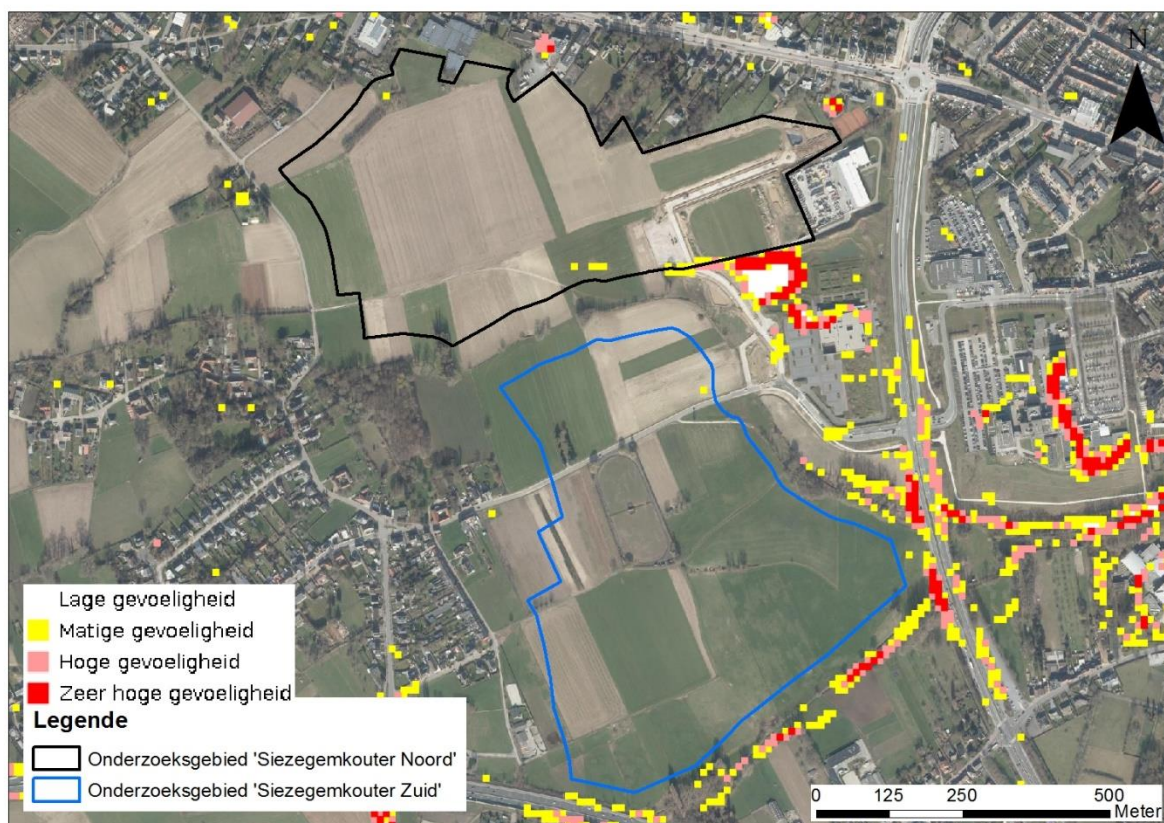 N
Lage gevoeligheid
Matige gevoeligheid
Hoge gevoeligheid
Zeer hoge gevoeligheid
Legende
Onderzoeksgebied 'Siezegemkouter Noord'
Onderzoeksgebied 'Siezegemkouter Zuid'
0 125 250 500
Meter